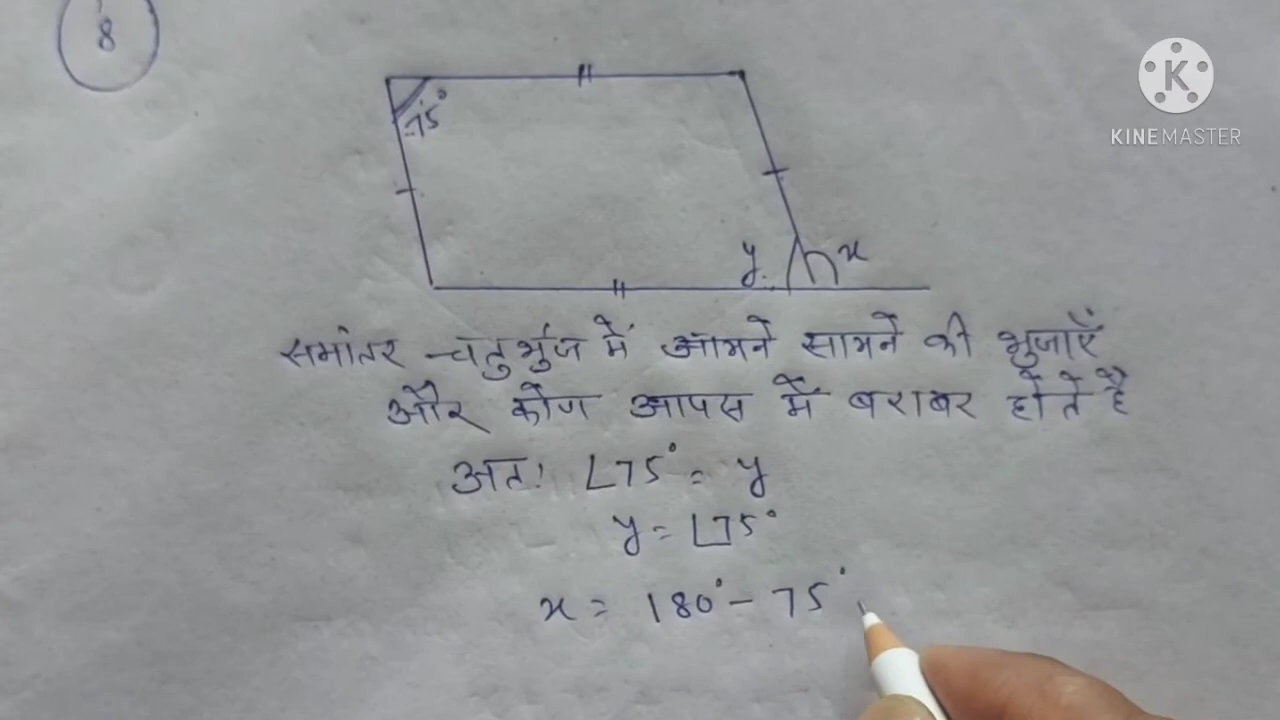 8
K
KINEMASTER
75°
y
x
समांतर चतुर्भुज में आमने सामने की भुजाएँ
और कोण आपस में बराबर होते है
अतः ∠75° = y
y = ∠75°
x = 180° - 75°